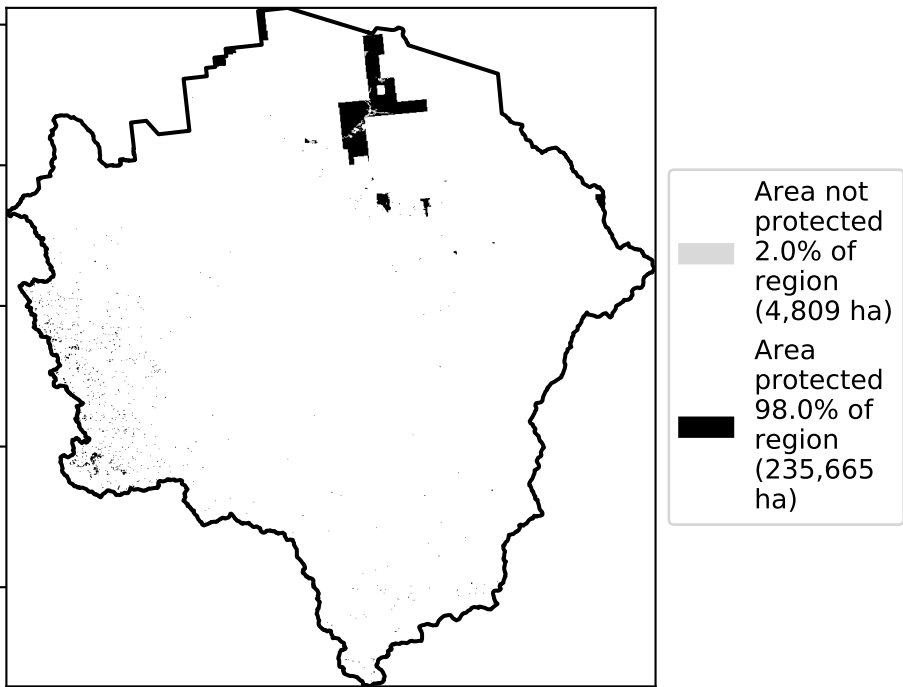 Area not
protected
2.0% of
region
(4,809 ha)
Area
protected
98.0% of
region
(235,665
ha)